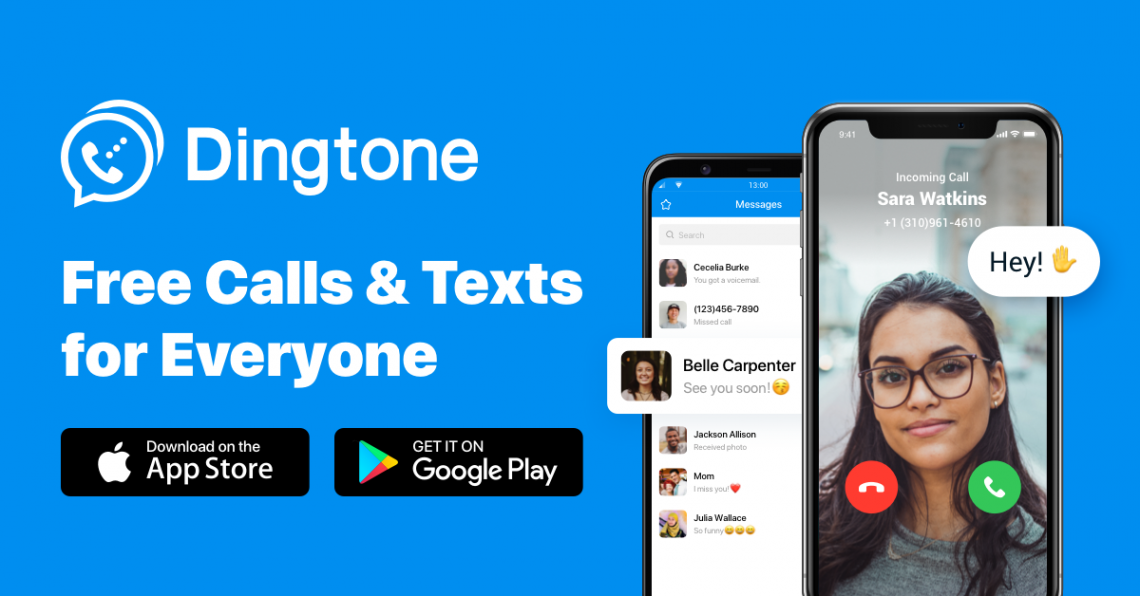 Dingtone
Free Calls & Texts
for Everyone
Download on the
App Store
GET IT ON
Google Play
13:00
Messages
Search
Cecelia Burke
You got a voicemail
(123)456-7890
Missed call
Belle Carpenter
See you soon!😚
Jackson Allison
Received photo
Mom
I miss you!❤️
Julia Wallace
So funny😄😄😄
9:41
Incoming Call
Sara Watkins
+1 (310)961-4610
Hey! ✋